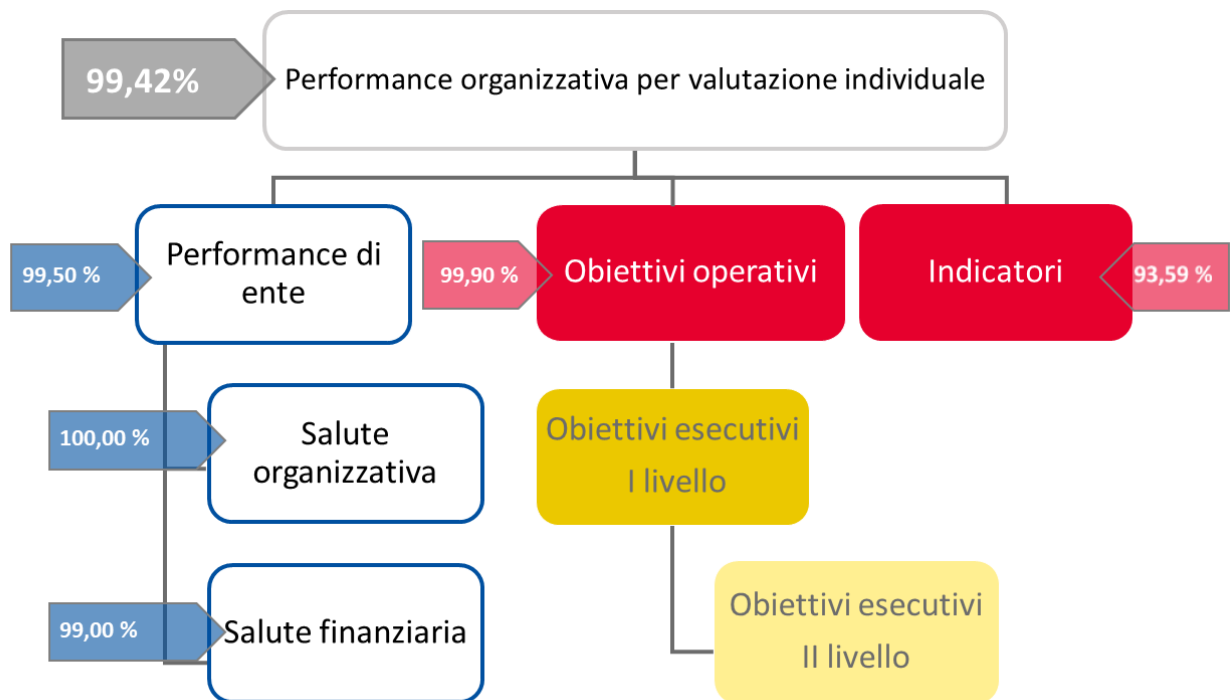 99,42%
Performance organizzativa per valutazione individuale
99,50 %
Performance di
ente
99,90 %
Obiettivi operativi
Indicatori
93,59 %
100,00 %
Salute
organizzativa
Obiettivi esecutivi
I livello
99,00 %
Salute finanziaria
Obiettivi esecutivi
II livello